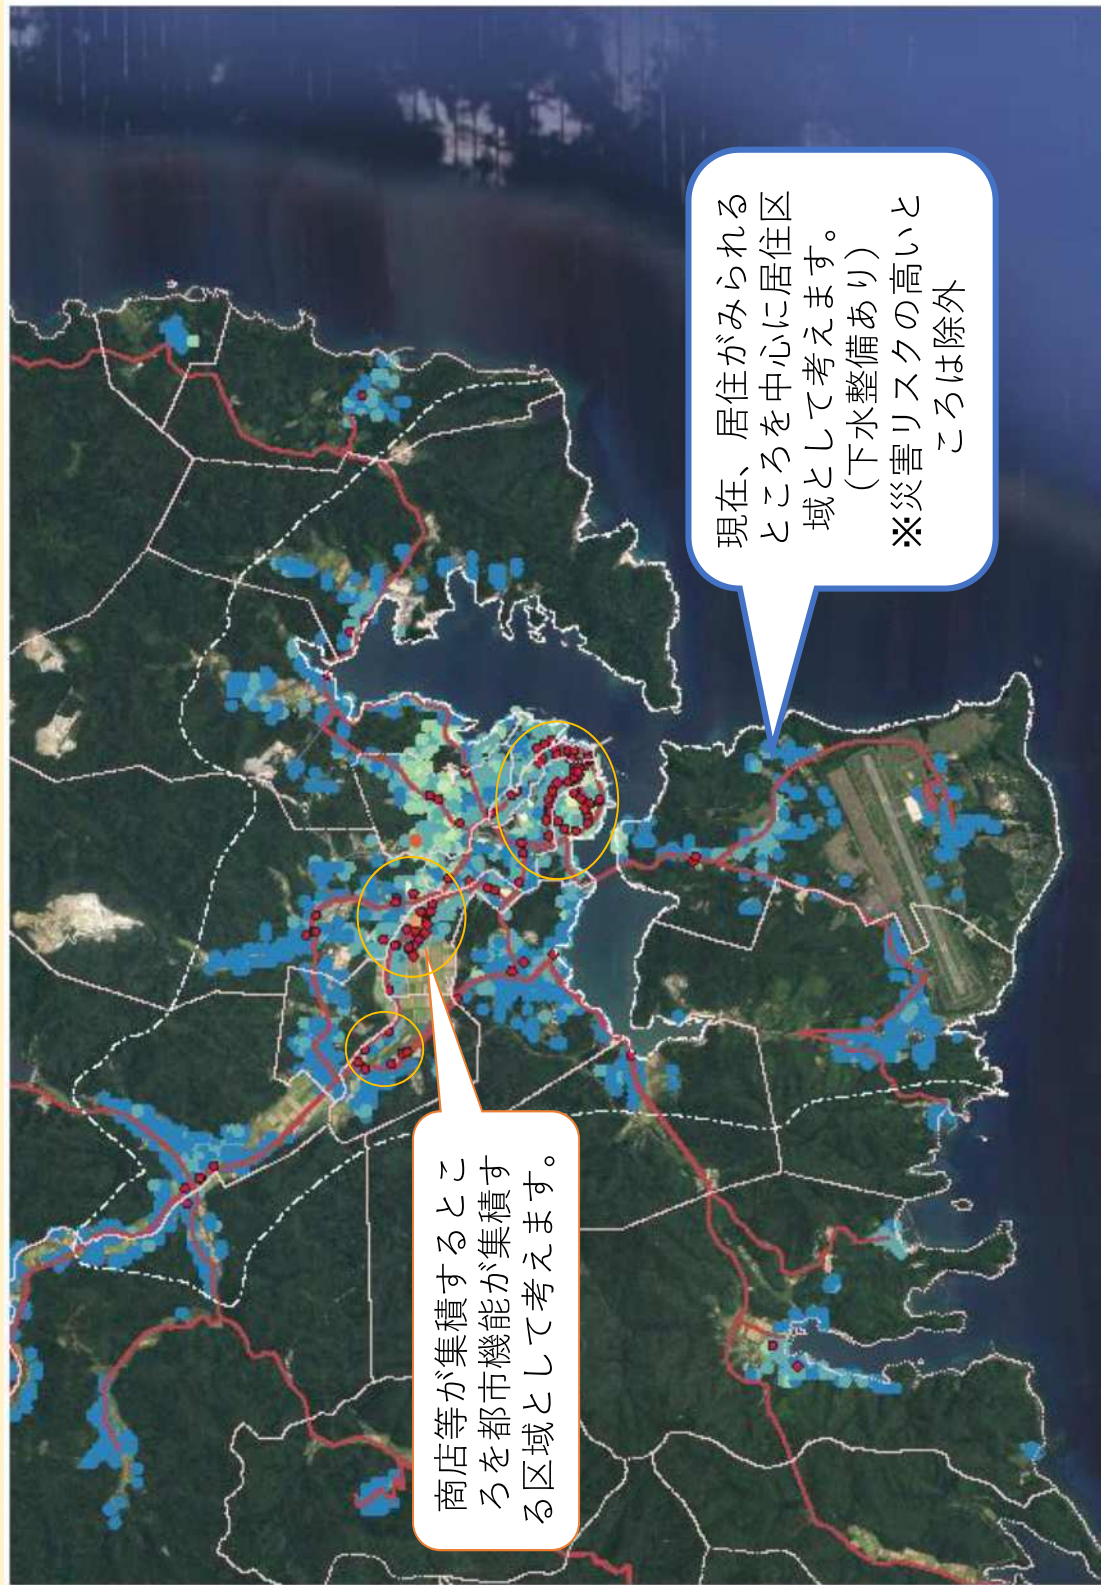 現在、居住がみられる
ところを中心に居住区
域として考えます。
（下水整備あり）
※災害リスクの高いと
ころは除外
商店等が集積するとこ
ろを都市機能が集積す
る区域として考えます。